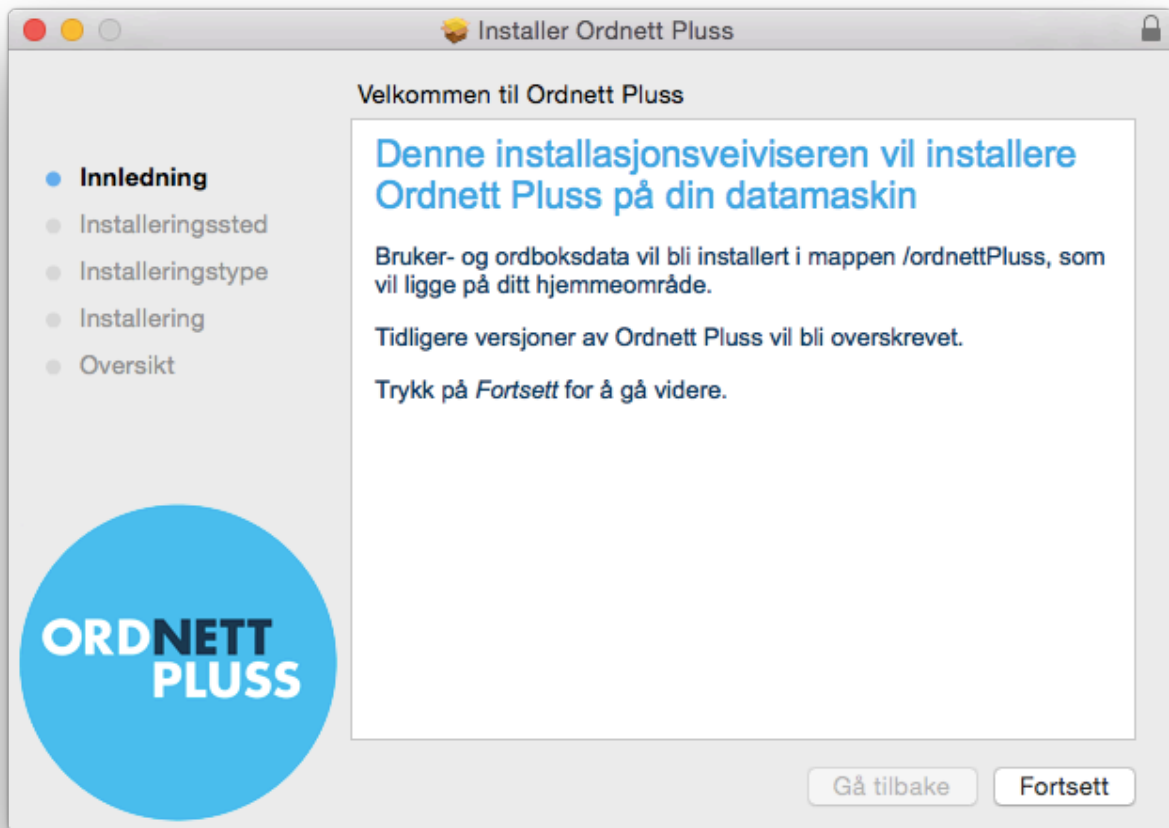 Installer Ordnett Pluss
Velkommen til Ordnett Pluss
Innledning
Installeringssted
Installeringstype
Installering
Oversikt
Denne installasjonsveiviseren vil installere
Ordnett Pluss på din datamaskin
Bruker- og ordboksdata vil bli installert i mappen /ordnettPluss, som
vil ligge på ditt hjemmeområde.
Tidligere versjoner av Ordnett Pluss vil bli overskrevet.
Trykk på Fortsett for å gå videre.
ORDNETT
PLUSS
Gå tilbake
Fortsett